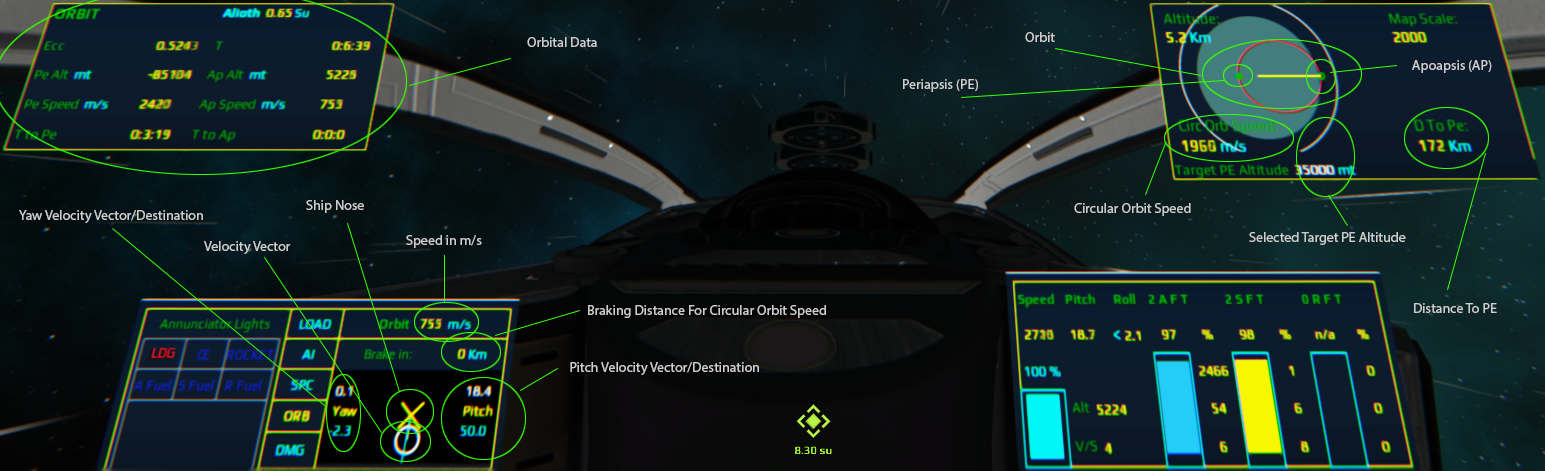 ORBIT Alioth 0.65 Su
Ecc 0.5243 T 0:6:39
Pe Alt mt -85104 Ap Alt mt 5225
Pe Speed m/s 2420 Ap Speed m/s 753
T to Pe 0:3:19 T to Ap 0:0:0
Orbital Data
Orbit
Periapsis (PE)
Altitude:
5.2 Km
Map Scale:
2000
Apoapsis (AP)
Circ Orb Speed:
1960 m/s
D To Pe:
172 Km
Target PE Altitude 35000 mt
Circular Orbit Speed
Selected Target PE Altitude
Distance To PE
Yaw Velocity Vector/Destination
Velocity Vector
Ship Nose
Speed in m/s
Braking Distance For Circular Orbit Speed
Pitch Velocity Vector/Destination
Annunciator Lights
LDG CE ROCKET
A Fuel S Fuel R Fuel
LOAD
AI
SPC
ORB
DMG
Orbit 753 m/s
Brake in: 0 Km
0.1 18.4
Yaw Pitch
-2.3 50.0
8.30 su
Speed Pitch Roll 2 A F T 2 S F T 0 R F T
2730 18.7 < 2.1 97 % 98 % n/a %
100 % 2466 1 0
Alt 5224 54 6 0
V/S 4 6 8 0